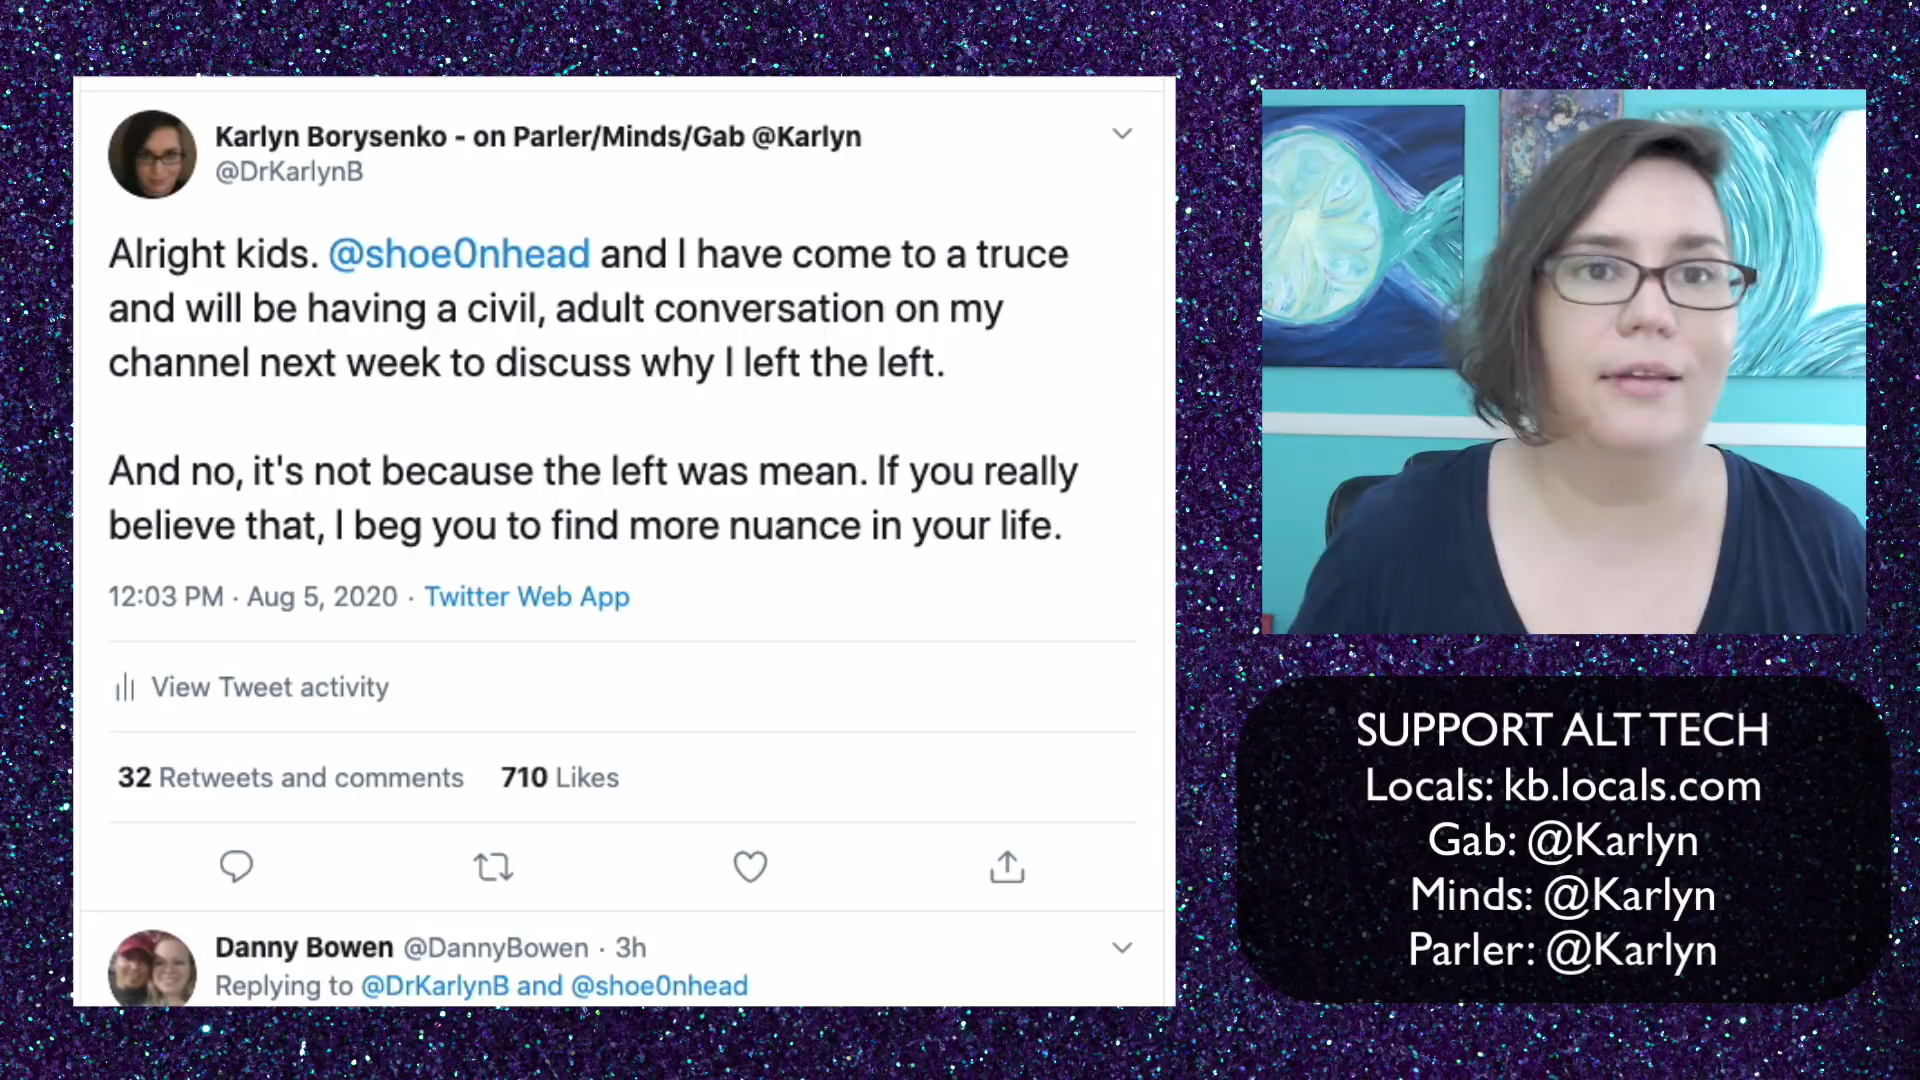 Karlyn Borysenko - on Parler/Minds/Gab @Karlyn
@DrKarlynB
Alright kids. @shoe0nhead and I have come to a truce
and will be having a civil, adult conversation on my
channel next week to discuss why I left the left.
And no, it's not because the left was mean. If you really
believe that, I beg you to find more nuance in your life.
12:03 PM · Aug 5, 2020 · Twitter Web App
View Tweet activity
32 Retweets and comments 710 Likes
Danny Bowen @DannyBowen · 3h
Replying to @DrKarlynB and @shoe0nhead
SUPPORT ALT TECH
Locals: kb.locals.com
Gab: @Karlyn
Minds: @Karlyn
Parler: @Karlyn